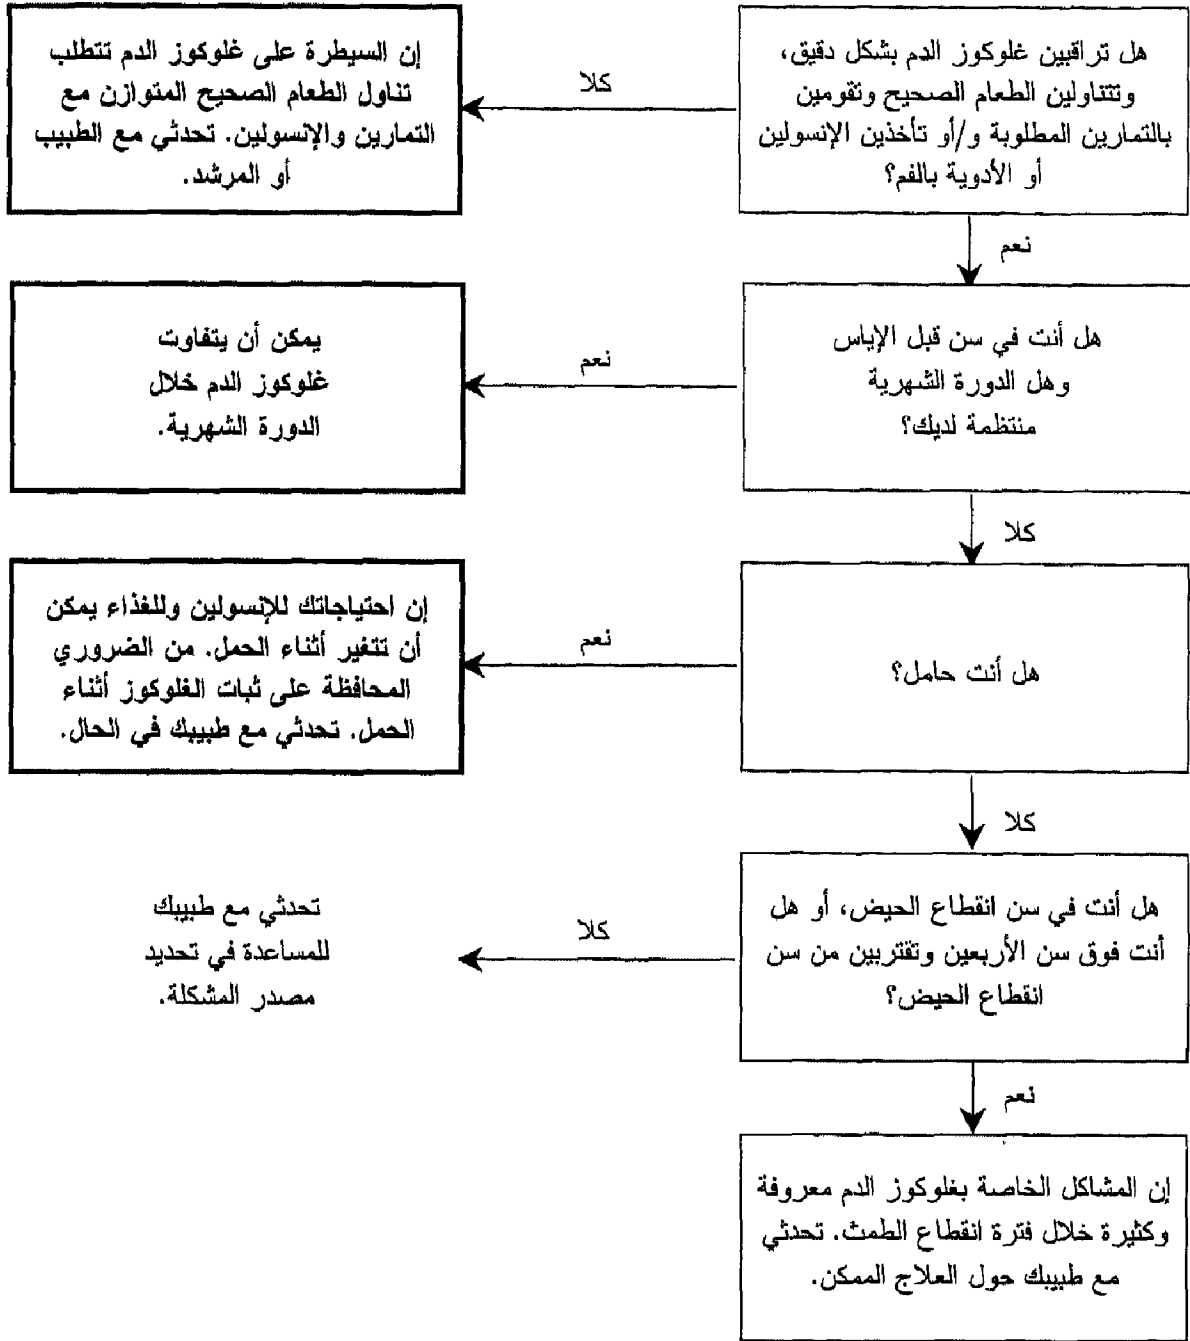 هل تراقبين غلوكوز الدم بشكل دقيق،
وتتناولين الطعام الصحيح وتقومين
بالتمارين المطلوبة و/أو تأخذين الإنسولين
أو الأدوية بالفم؟
كلا
إن السيطرة على غلوكوز الدم تتطلب
تناول الطعام الصحيح المتوازن مع
التمارين والإنسولين. تحدثي مع الطبيب
أو المرشد.
نعم
هل أنت في سن قبل الإياس
وهل الدورة الشهرية
منتظمة لديك؟
نعم
يمكن أن يتفاوت
غلوكوز الدم خلال
الدورة الشهرية.
كلا
هل أنت حامل؟
نعم
إن احتياجاتك للإنسولين وللغذاء يمكن
أن تتغير أثناء الحمل. من الضروري
المحافظة على ثبات الغلوكوز أثناء
الحمل. تحدثي مع طبيبك في الحال.
كلا
هل أنت في سن انقطاع الحيض، أو هل
أنت فوق سن الأربعين وتقتربين من سن
انقطاع الحيض؟
كلا
تحدثي مع طبيبك
للمساعدة في تحديد
مصدر المشكلة.
نعم
إن المشاكل الخاصة بغلوكوز الدم معروفة
وكثيرة خلال فترة انقطاع الطمث. تحدثي
مع طبيبك حول العلاج الممكن.